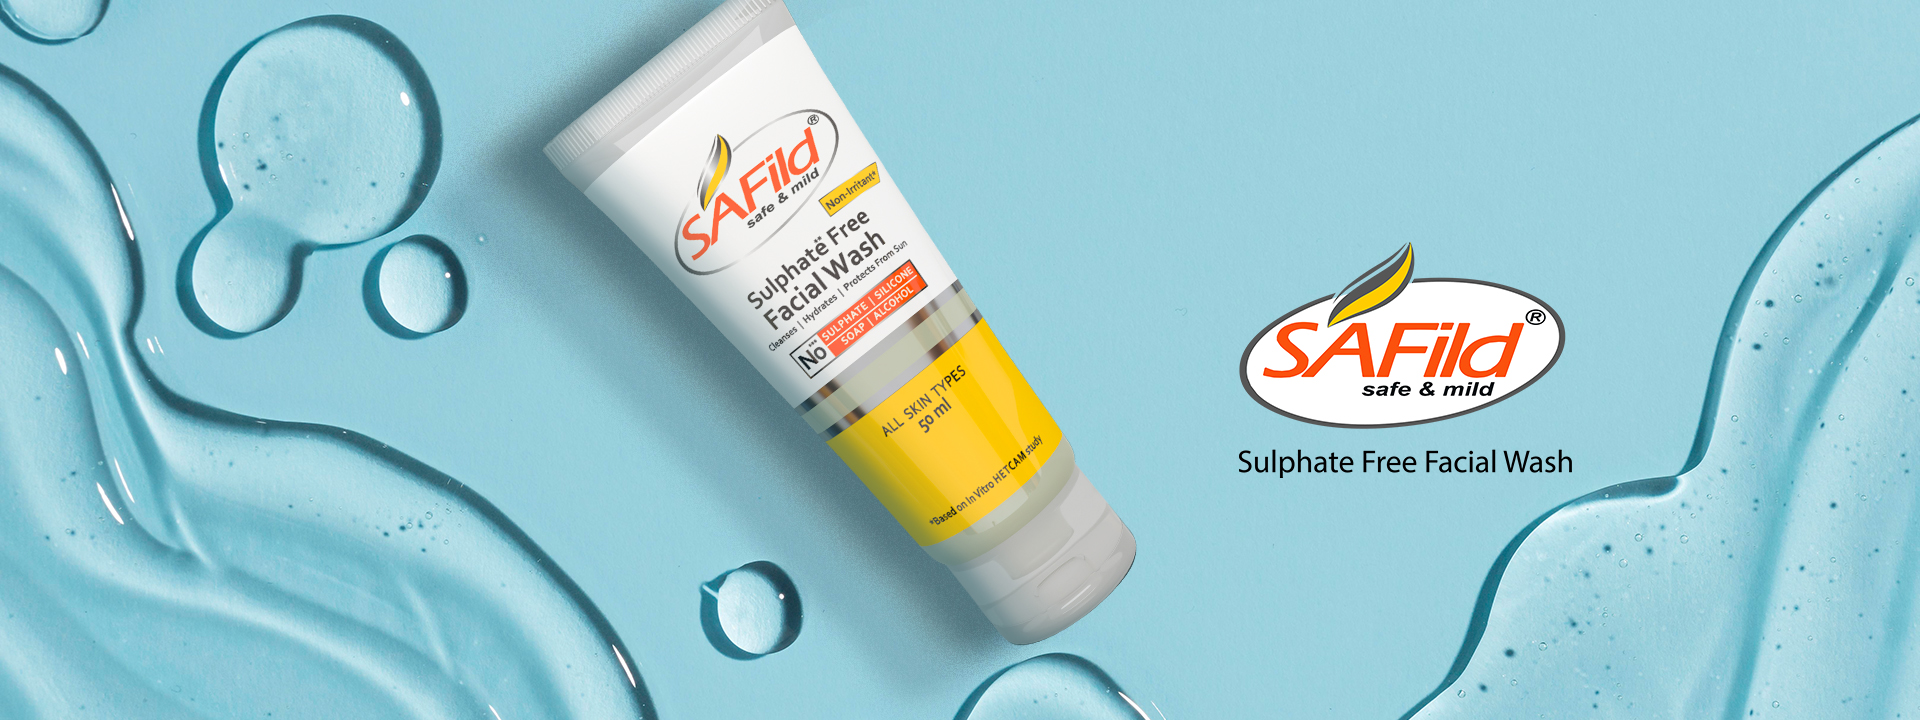 SAFild®
safe & mild
Non-Irritant*
Sulphatë Free
Facial Wash
Cleanses | Hydrates | Protects From Sun
No***
SULPHATE | SILICONE
SOAP | ALCOHOL
ALL SKIN TYPES
50 ml
*Based on In Vitro HETCAM study
SAFild®
safe & mild
Sulphate Free Facial Wash